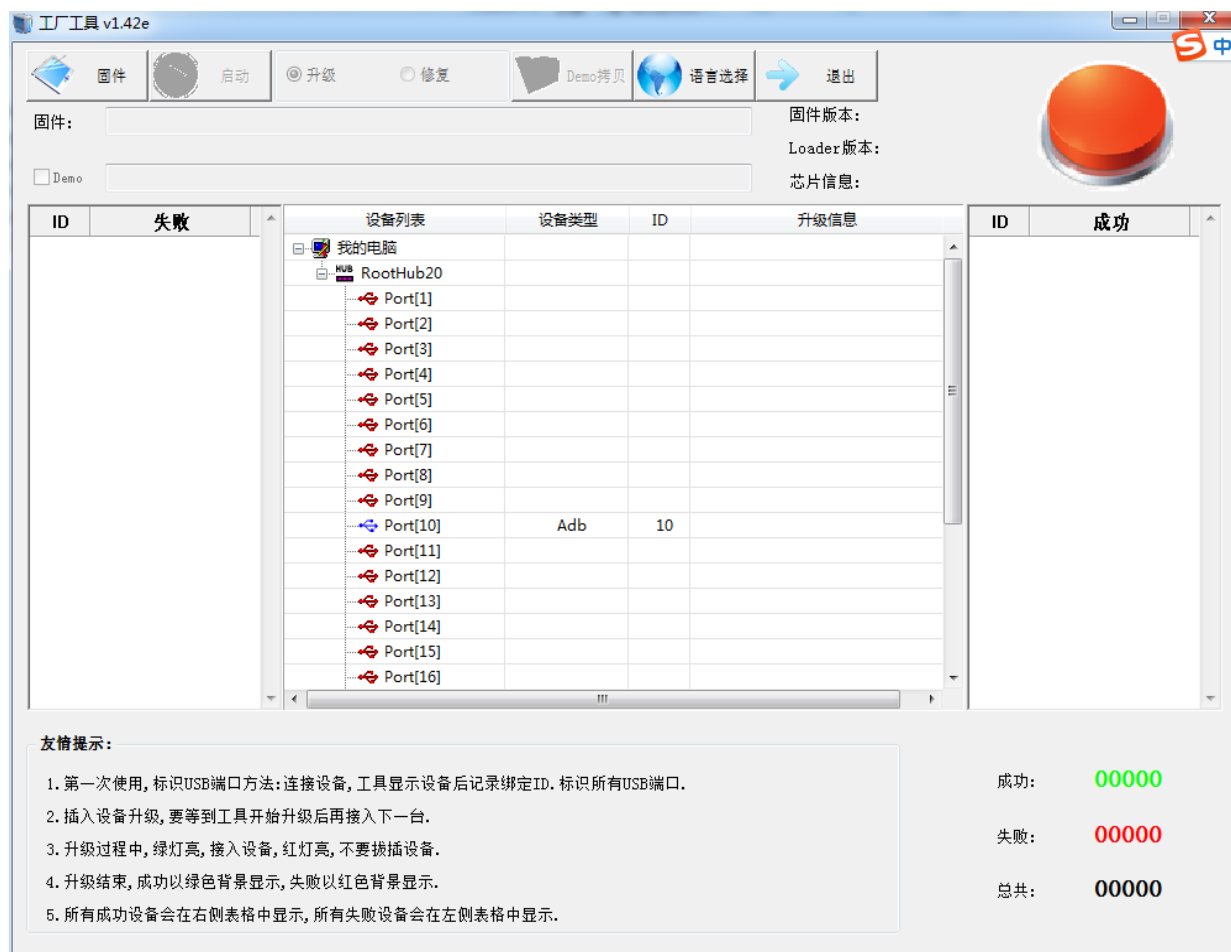 工厂工具 v1.42e
中
固件 启动 升级 修复 Demo拷贝 语言选择 退出
固件: 固件版本:
Loader版本:
Demo 芯片信息:
ID 失败 设备列表 设备类型 ID 升级信息 ID 成功
我的电脑
HUB RootHub20
Port[1]
Port[2]
Port[3]
Port[4]
Port[5]
Port[6]
Port[7]
Port[8]
Port[9]
Port[10] Adb 10
Port[11]
Port[12]
Port[13]
Port[14]
Port[15]
Port[16]
友情提示:
1.第一次使用,标识USB端口方法:连接设备,工具显示设备后记录绑定ID.标识所有USB端口.
2.插入设备升级,要等到工具开始升级后再接入下一台.
3.升级过程中,绿灯亮,接入设备,红灯亮,不要拔插设备.
4.升级结束,成功以绿色背景显示,失败以红色背景显示.
5.所有成功设备会在右侧表格中显示,所有失败设备会在左侧表格中显示.
成功: 00000
失败: 00000
总共: 00000